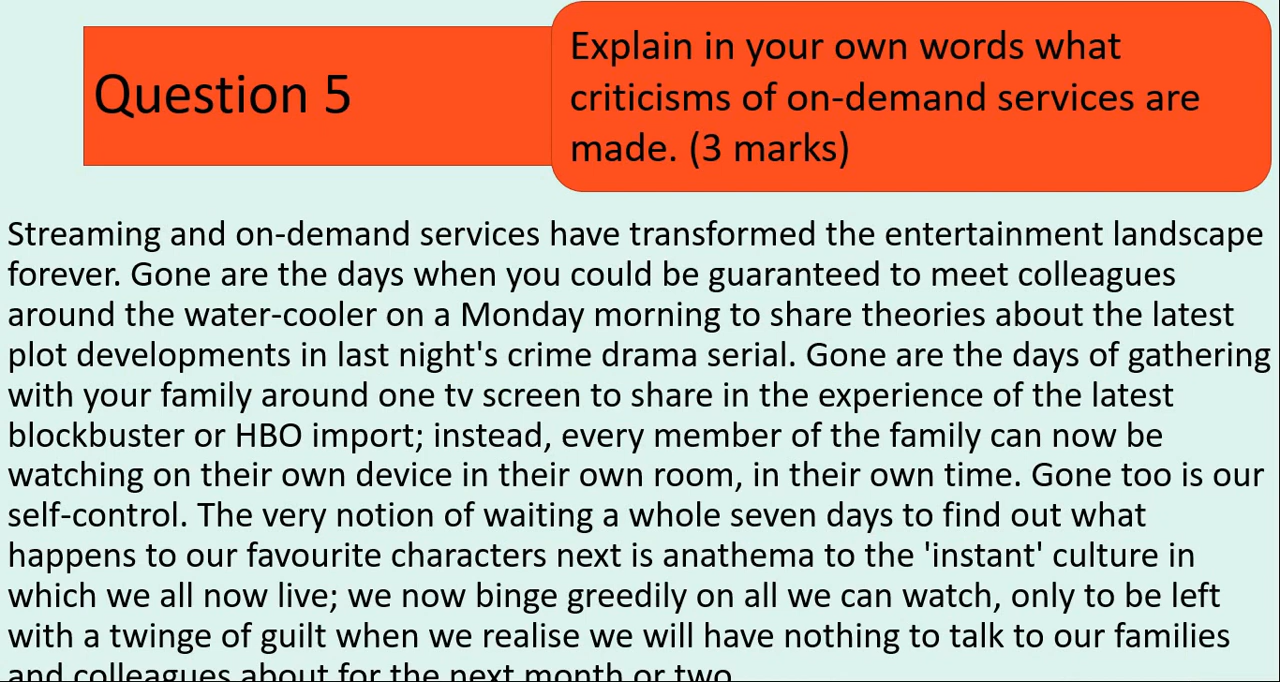 Question 5
Explain in your own words what
criticisms of on-demand services are
made. (3 marks)
Streaming and on-demand services have transformed the entertainment landscape
forever. Gone are the days when you could be guaranteed to meet colleagues
around the water-cooler on a Monday morning to share theories about the latest
plot developments in last night's crime drama serial. Gone are the days of gathering
with your family around one tv screen to share in the experience of the latest
blockbuster or HBO import; instead, every member of the family can now be
watching on their own device in their own room, in their own time. Gone too is our
self-control. The very notion of waiting a whole seven days to find out what
happens to our favourite characters next is anathema to the 'instant' culture in
which we all now live; we now binge greedily on all we can watch, only to be left
with a twinge of guilt when we realise we will have nothing to talk to our families
and colleagues about for the next month or two.